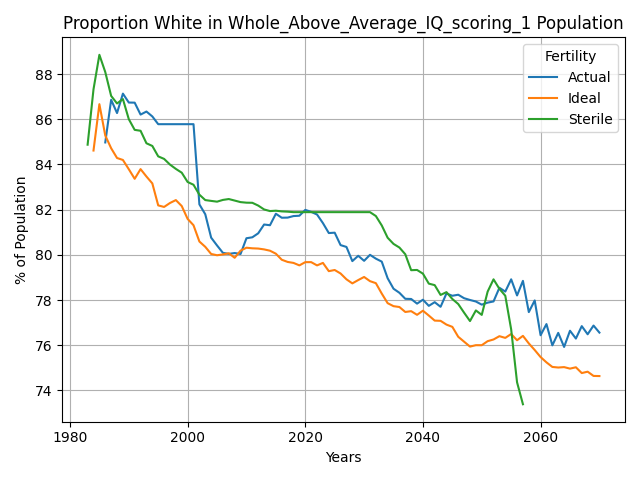 Proportion White in Whole_Above_Average_IQ_scoring_1 Population
Fertility
Actual
Ideal
Sterile
% of Population
88
86
84
82
80
78
76
74
1980
2000
2020
2040
2060
Years